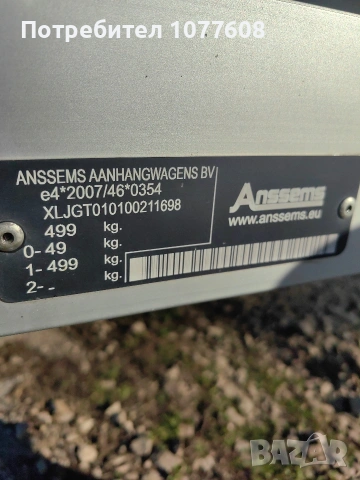 Потребител 1077608
ANSSEMS AANHANGWAGENS BV
e4*2007/46*0354
XLJGT010100211698
499 kg.
0- 49 kg.
1- 499 kg.
2- - kg.
Anssems
www.anssems.eu
BAZAR